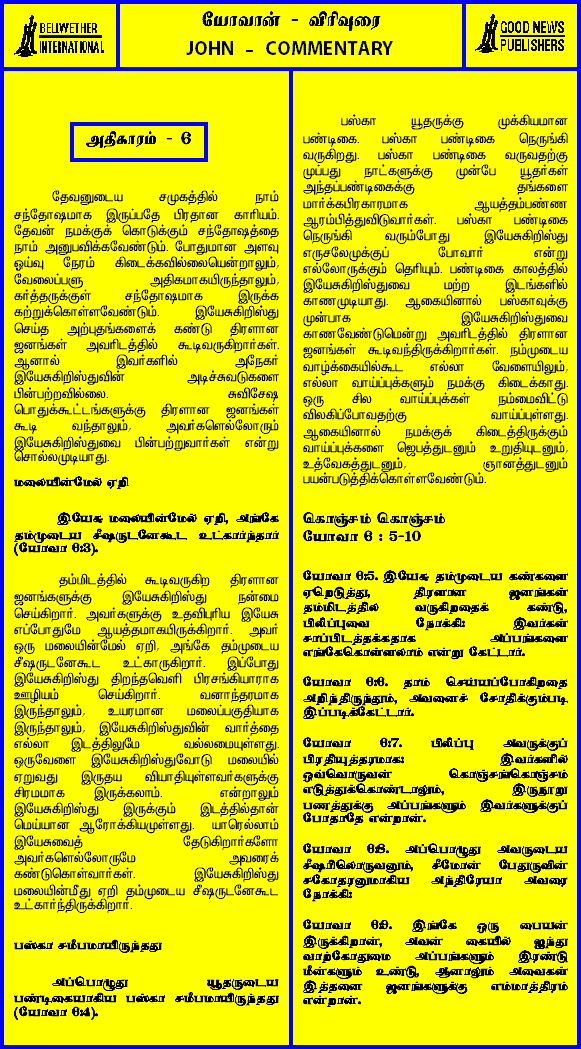 BELWETHER
INTERNATIONAL
யோவான் - விரிவுரை
JOHN - COMMENTARY
GOOD NEWS
PUBLISHERS
அதிகாரம் - 6
தேவனுடைய சமுகத்தில் நாம்
சந்தோஷமாக இருப்பதே பிரதான காரியம்.
தேவன் நமக்குக் கொடுக்கும் சந்தோஷத்தை
நாம் அனுபவிக்கவேண்டும். போதுமான அளவு
ஓய்வு நேரம் கிடைக்கவில்லையென்றாலும்,
வேலைப்பளு அதிகமாகயிருந்தாலும்,
கர்த்தருக்குள் சந்தோஷமாக இருக்க
கற்றுக்கொள்ளவேண்டும். இயேசுகிறிஸ்து
செய்த அற்புதங்களைக் கண்டு திரளான
ஜனங்கள் அவரிடத்தில் கூடிவருகிறார்கள்.
ஆனால் இவர்களில் அநேகர்
இயேசுகிறிஸ்துவின் அடிச்சுவடுகளை
பின்பற்றவில்லை. சுவிசேஷ
பொதுக்கூட்டங்களுக்கு திரளான ஜனங்கள்
கூடி வந்தாலும், அவர்களெல்லோரும்
இயேசுகிறிஸ்துவை பின்பற்றுவார்கள் என்று
சொல்லமுடியாது.
மலையின்மேல் ஏறி
இயேசு மலையின்மேல் ஏறி, அங்கே
தம்முடைய சீஷருடனேகூட உட்கார்ந்தார்
(யோவா 6:3).
தம்மிடத்தில் கூடிவருகிற திரளான
ஜனங்களுக்கு இயேசுகிறிஸ்து நன்மை
செய்கிறார். அவர்களுக்கு உதவிபுரிய இயேசு
எப்போதுமே ஆயத்தமாகயிருக்கிறார். அவர்
ஒரு மலையின்மேல் ஏறி, அங்கே தம்முடைய
சீஷருடனேகூட உட்காருகிறார். இப்போது
இயேசுகிறிஸ்து திறந்தவெளி பிரசங்கியாராக
ஊழியம் செய்கிறார். வனாந்தரமாக
இருந்தாலும், உயரமான மலைப்பகுதியாக
இருந்தாலும், இயேசுகிறிஸ்துவின் வார்த்தை
எல்லா இடத்திலுமே வல்லமையுள்ளது.
ஒருவேளை இயேசுகிறிஸ்துவோடு மலையில்
ஏறுவது இருதய வியாதியுள்ளவர்களுக்கு
சிரமமாக இருக்கலாம். என்றாலும்
இயேசுகிறிஸ்து இருக்கும் இடத்தில்தான்
மெய்யான ஆரோக்கியமுள்ளது. யாரெல்லாம்
இயேசுவைத் தேடுகிறார்களோ
அவர்களெல்லோருமே அவரைக்
கண்டுகொள்வார்கள். இயேசுகிறிஸ்து
மலையின்மீது ஏறி தம்முடைய சீஷருடனேகூட
உட்கார்ந்திருக்கிறார்.
பஸ்கா சமீபமாயிருந்தது
அப்பொழுது யூதருடைய
பண்டிகையாகிய பஸ்கா சமீபமாயிருந்தது
(யோவா 6:4).
பஸ்கா யூதருக்கு முக்கியமான
பண்டிகை. பஸ்கா பண்டிகை நெருங்கி
வருகிறது. பஸ்கா பண்டிகை வருவதற்கு
முப்பது நாட்களுக்கு முன்பே யூதர்கள்
அந்தப்பண்டிகைக்கு தங்களை
மார்க்கபிரகாரமாக ஆயத்தம்பண்ண
ஆரம்பித்துவிடுவார்கள். பஸ்கா பண்டிகை
நெருங்கி வரும்போது இயேசுகிறிஸ்து
எருசலேமுக்குப் போவார் என்று
எல்லோருக்கும் தெரியும். பண்டிகை காலத்தில்
இயேசுகிறிஸ்துவை மற்ற இடங்களில்
காணமுடியாது. ஆகையினால் பஸ்காவுக்கு
முன்பாக இயேசுகிறிஸ்துவை
காணவேண்டுமென்று அவரிடத்தில் திரளான
ஜனங்கள் கூடிவந்திருக்கிறார்கள். நம்முடைய
வாழ்க்கையில்கூட எல்லா வேளையிலும்,
எல்லா வாய்ப்புக்களும் நமக்கு கிடைக்காது.
ஒரு சில வாய்ப்புக்கள் நம்மைவிட்டு
விலகிப்போவதற்கு வாய்ப்புள்ளது.
ஆகையினால் நமக்குக் கிடைத்திருக்கும்
வாய்ப்புக்களை ஜெபத்துடனும் உறுதியுடனும்,
உத்வேகத்துடனும், ஞானத்துடனும்
பயன்படுத்திக்கொள்ளவேண்டும்.
கொஞ்சம் கொஞ்சம்
யோவா 6 : 5-10
யோவா 6:5. இயேசு தம்முடைய கண்களை
ஏறெடுத்து, திரளான ஜனங்கள்
தம்மிடத்தில் வருகிறதைக் கண்டு,
பிலிப்புவை நோக்கி: இவர்கள்
சாப்பிடத்தக்கதாக அப்பங்களை
எங்கேகொள்ளலாம் என்று கேட்டார்.
யோவா 6:6. தாம் செய்யப்போகிறதை
அறிந்திருந்தும், அவனைச் சோதிக்கும்படி
இப்படிக்கேட்டார்.
யோவா 6:7. பிலிப்பு அவருக்குப்
பிரதியுத்தரமாக: இவர்களில்
ஒவ்வொருவன் கொஞ்சங்கொஞ்சம்
எடுத்துக்கொண்டாலும், இருநூறு
பணத்துக்கு அப்பங்களும் இவர்களுக்குப்
போதாதே என்றான்.
யோவா 6:8. அப்பொழுது அவருடைய
சீஷரிலொருவனும், சீமோன் பேதுருவின்
சகோதரனுமாகிய அந்திரேயா அவரை
நோக்கி:
யோவா 6:9. இங்கே ஒரு பையன்
இருக்கிறான், அவன் கையில் ஐந்து
வாற்கோதுமை அப்பங்களும் இரண்டு
மீன்களும் உண்டு, ஆனாலும் அவைகள்
இத்தனை ஜனங்களுக்கு எம்மாத்திரம்
என்றான்.